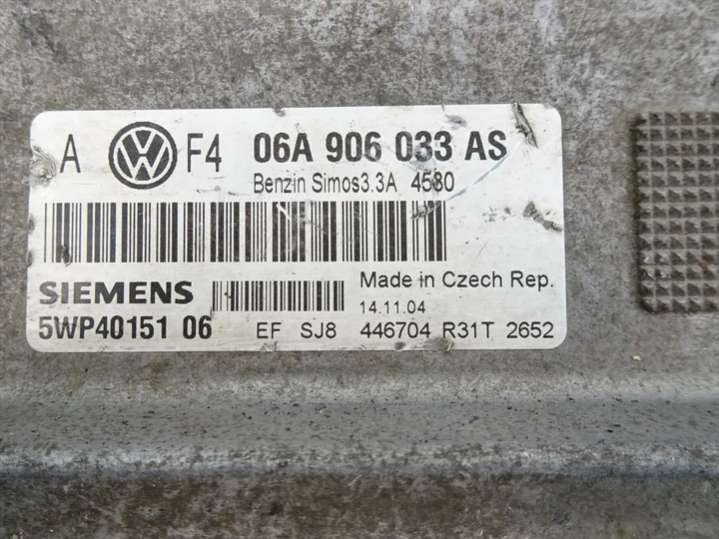 A VW F4 06A 906 033 AS
Benzin Simos3.3A 4580
SIEMENS Made in Czech Rep.
14.11.04
5WP40151 06 EF SJ8 446704 R31T 2652